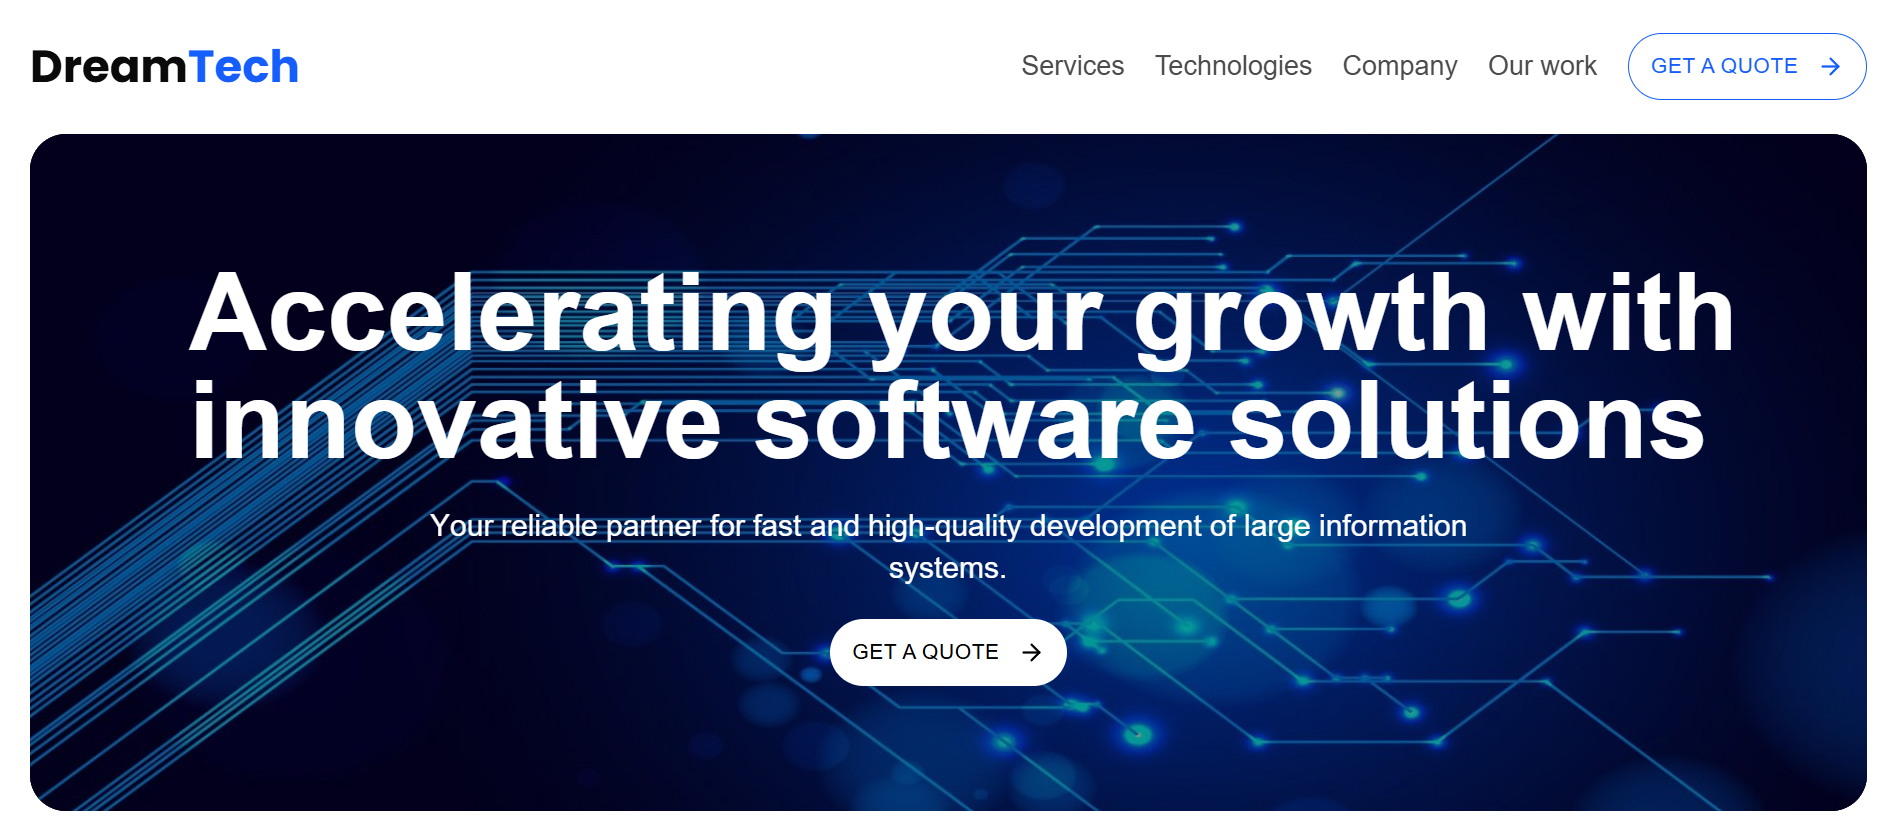 DreamTech
Services
Technologies
Company
Our work
GET A QUOTE
Accelerating your growth with
innovative software solutions
Your reliable partner for fast and high-quality development of large information
systems.
GET A QUOTE